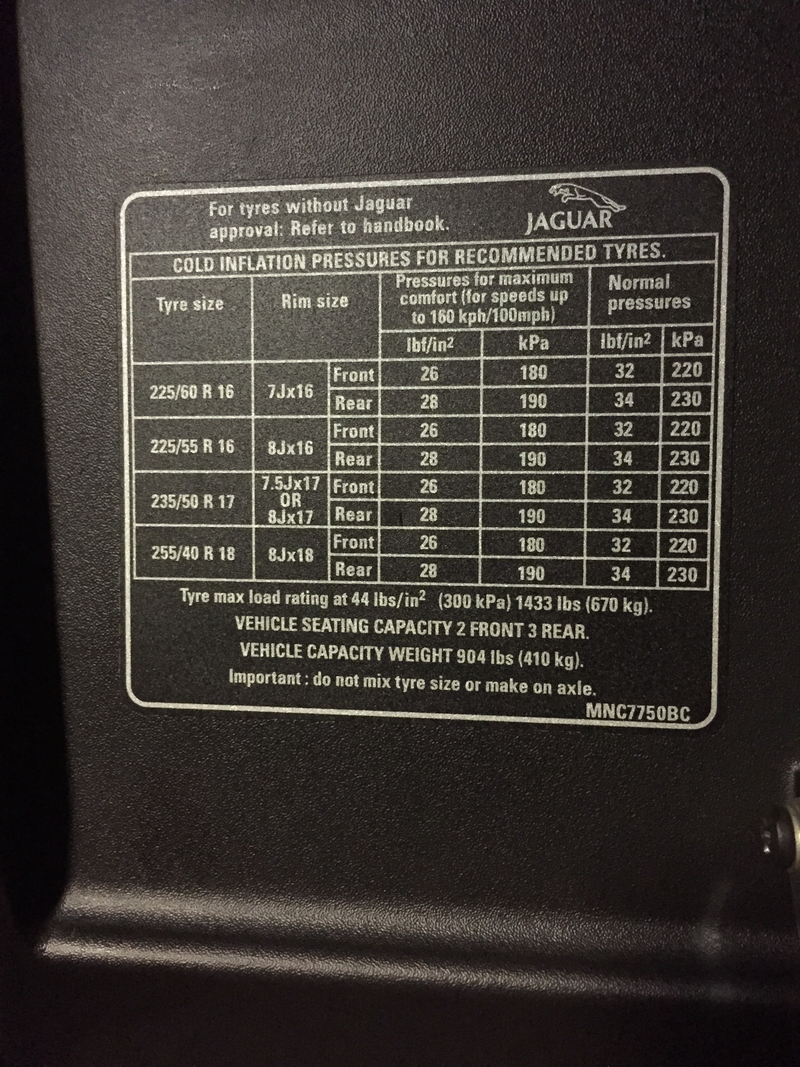 For tyres without Jaguar
approval: Refer to handbook.
JAGUAR
COLD INFLATION PRESSURES FOR RECOMMENDED TYRES.
Tyre size Rim size Pressures for maximum comfort (for speeds up to 160 kph/100mph) Normal pressures
lbf/in² kPa lbf/in² kPa
225/60 R 16 7Jx16 Front 26 180 32 220
Rear 28 190 34 230
225/55 R 16 8Jx16 Front 26 180 32 220
Rear 28 190 34 230
235/50 R 17 7.5Jx17 OR 8Jx17 Front 26 180 32 220
Rear 28 190 34 230
255/40 R 18 8Jx18 Front 26 180 32 220
Rear 28 190 34 230
Tyre max load rating at 44 lbs/in² (300 kPa) 1433 lbs (670 kg).
VEHICLE SEATING CAPACITY 2 FRONT 3 REAR.
VEHICLE CAPACITY WEIGHT 904 lbs (410 kg).
Important : do not mix tyre size or make on axle.
MNC7750BC